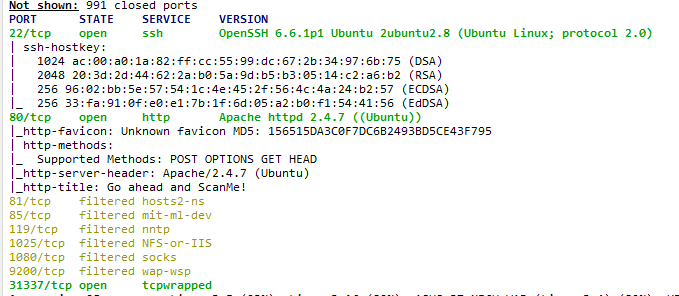 Not shown: 991 closed ports
PORT STATE SERVICE VERSION
22/tcp open ssh OpenSSH 6.6.1p1 Ubuntu 2ubuntu2.8 (Ubuntu Linux; protocol 2.0)
| ssh-hostkey:
| 1024 ac:00:a0:1a:82:ff:cc:55:99:dc:67:2b:34:97:6b:75 (DSA)
| 2048 20:3d:2d:44:62:2a:b0:5a:9d:b5:b3:05:14:c2:a6:b2 (RSA)
| 256 96:02:bb:5e:57:54:1c:4e:45:2f:56:4c:4a:24:b2:57 (ECDSA)
|_ 256 33:fa:91:0f:e0:e1:7b:1f:6d:05:a2:b0:f1:54:41:56 (EdDSA)
80/tcp open http Apache httpd 2.4.7 ((Ubuntu))
|_http-favicon: Unknown favicon MD5: 156515DA3C0F7DC6B2493BD5CE43F795
| http-methods:
|_ Supported Methods: POST OPTIONS GET HEAD
|_http-server-header: Apache/2.4.7 (Ubuntu)
|_http-title: Go ahead and ScanMe!
81/tcp filtered hosts2-ns
85/tcp filtered mit-ml-dev
119/tcp filtered nntp
1025/tcp filtered NFS-or-IIS
1080/tcp filtered socks
9200/tcp filtered wap-wsp
31337/tcp open tcpwrapped